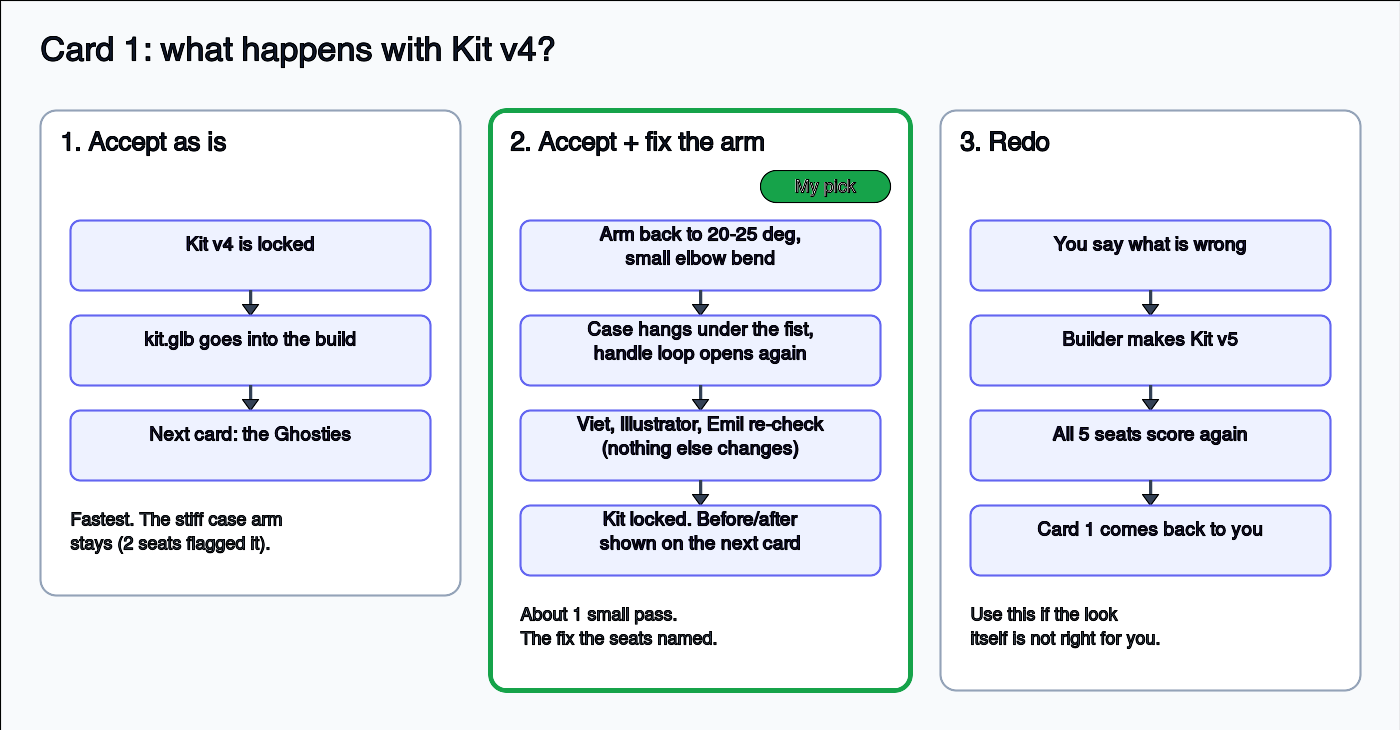 Card 1: what happens with Kit v4?
1. Accept as is
Kit v4 is locked
kit.glb goes into the build
Next card: the Ghosties
Fastest. The stiff case arm
stays (2 seats flagged it).
2. Accept + fix the arm
My pick
Arm back to 20-25 deg,
small elbow bend
Case hangs under the fist,
handle loop opens again
Viet, Illustrator, Emil re-check
(nothing else changes)
Kit locked. Before/after
shown on the next card
About 1 small pass.
The fix the seats named.
3. Redo
You say what is wrong
Builder makes Kit v5
All 5 seats score again
Card 1 comes back to you
Use this if the look
itself is not right for you.